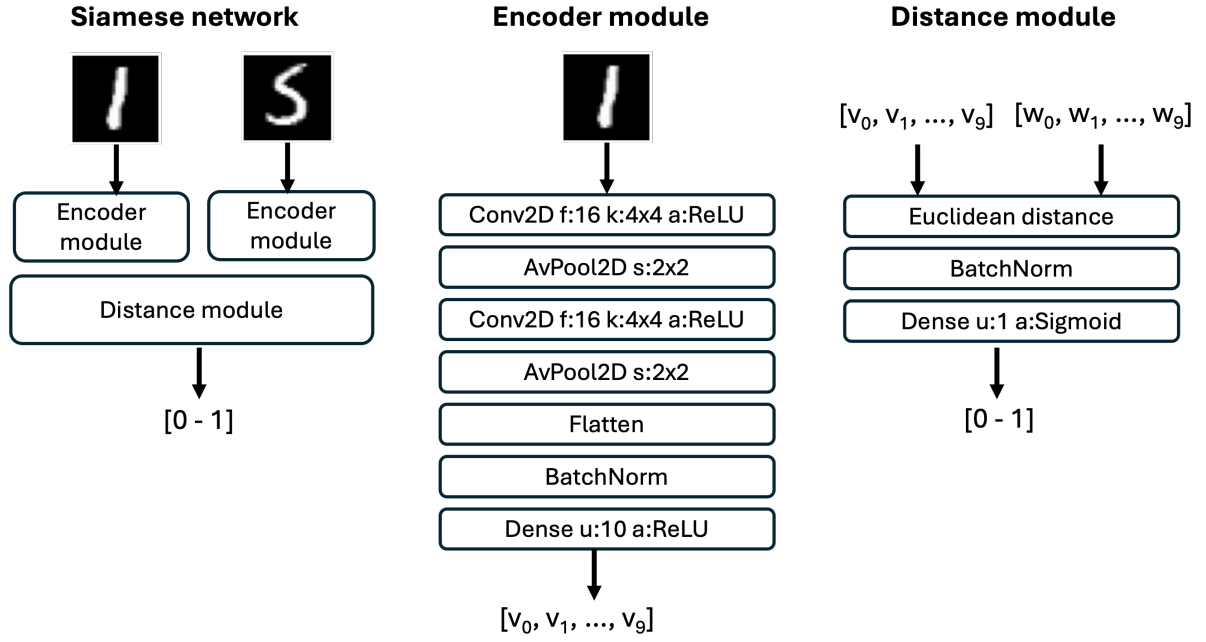 Siamese network
Encoder module
Distance module
1
S
Encoder
module
Encoder
module
Distance module
[0 - 1]
1
Conv2D f:16 k:4x4 a:ReLU
AvPool2D s:2x2
Conv2D f:16 k:4x4 a:ReLU
AvPool2D s:2x2
Flatten
BatchNorm
Dense u:10 a:ReLU
[v₀, v₁, ..., v₉]
[v₀, v₁, ..., v₉] [w₀, w₁, ..., w₉]
Euclidean distance
BatchNorm
Dense u:1 a:Sigmoid
[0 - 1]